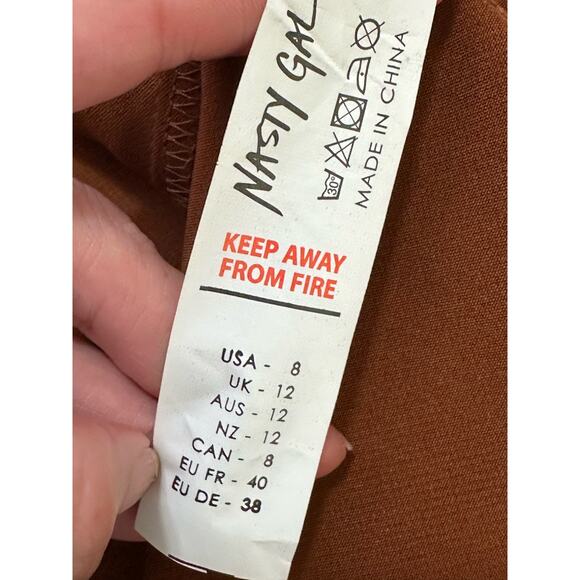 NASTY GAL
30°
MADE IN CHINA
KEEP AWAY
FROM FIRE
USA - 8
UK - 12
AUS - 12
NZ - 12
CAN - 8
EU FR - 40
EU DE - 38